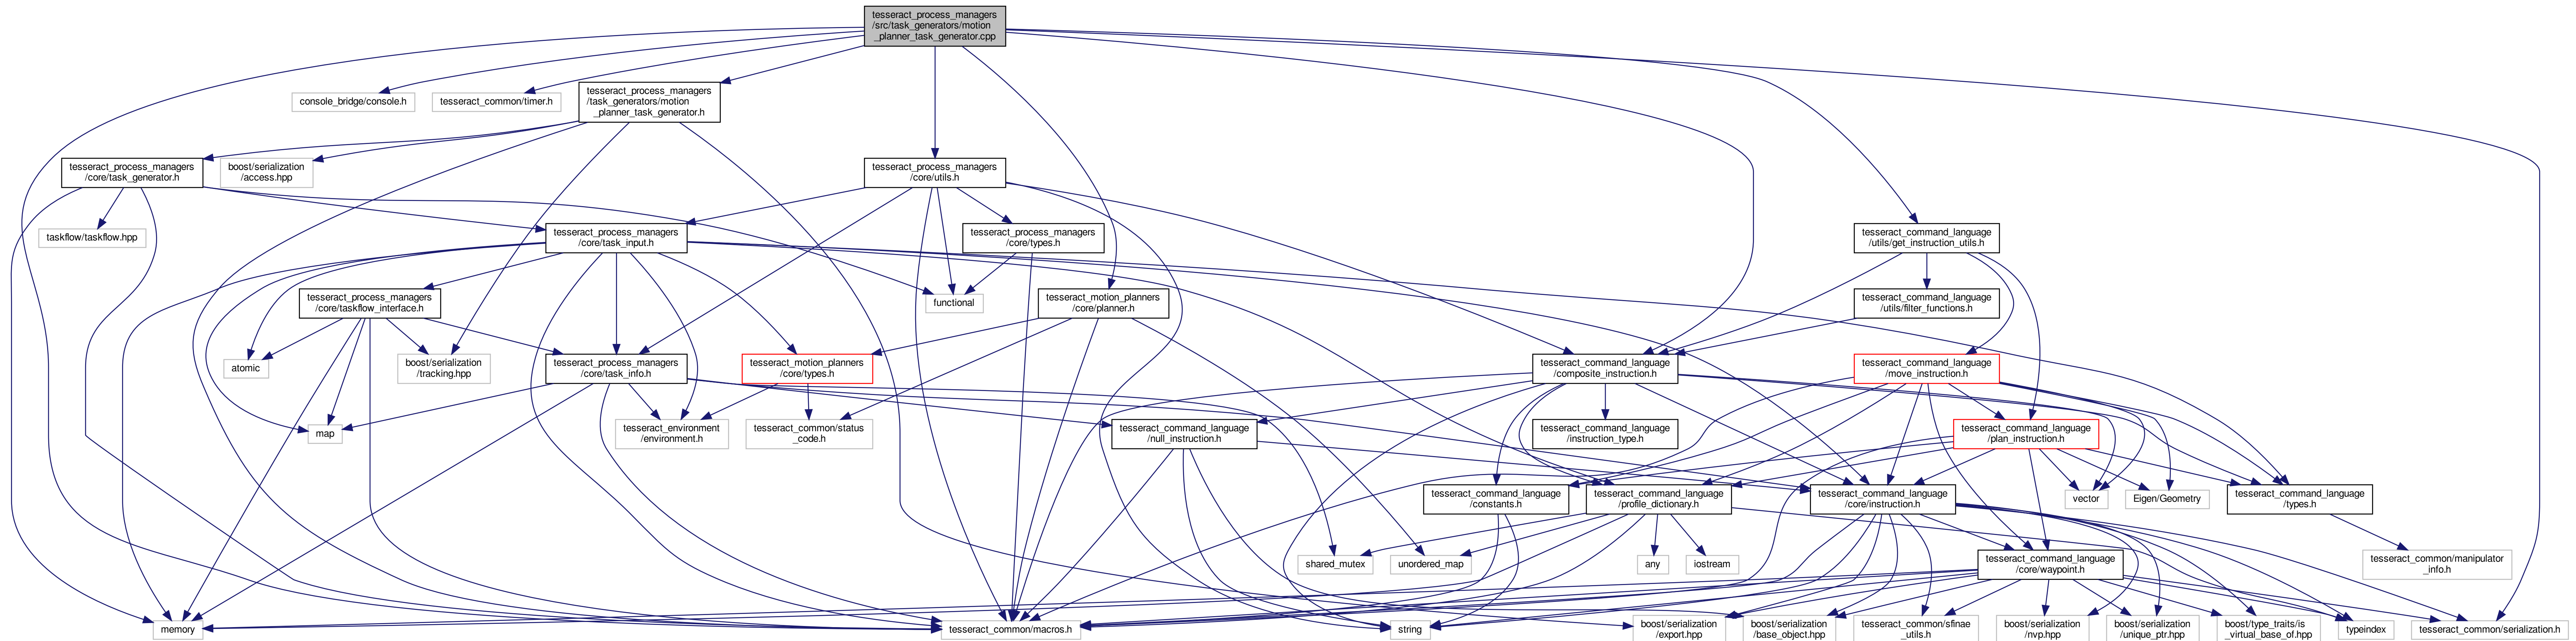 tesseract_process_managers
/src/task_generators/motion
_planner_task_generator.cpp
console_bridge/console.h
tesseract_common/timer.h
tesseract_process_managers
/task_generators/motion
_planner_task_generator.h
tesseract_process_managers
/core/task_generator.h
boost/serialization
/access.hpp
tesseract_process_managers
/core/utils.h
taskflow/taskflow.hpp
tesseract_process_managers
/core/task_input.h
tesseract_process_managers
/core/types.h
tesseract_command_language
/utils/get_instruction_utils.h
tesseract_process_managers
/core/taskflow_interface.h
functional
tesseract_motion_planners
/core/planner.h
tesseract_command_language
/utils/filter_functions.h
atomic
boost/serialization
/tracking.hpp
tesseract_process_managers
/core/task_info.h
tesseract_motion_planners
/core/types.h
tesseract_command_language
/composite_instruction.h
tesseract_command_language
/move_instruction.h
map
tesseract_environment
/environment.h
tesseract_common/status
_code.h
tesseract_command_language
/null_instruction.h
tesseract_command_language
/instruction_type.h
tesseract_command_language
/plan_instruction.h
tesseract_command_language
/constants.h
tesseract_command_language
/profile_dictionary.h
tesseract_command_language
/core/instruction.h
vector
Eigen/Geometry
tesseract_command_language
/types.h
shared_mutex
unordered_map
any
iostream
tesseract_command_language
/core/waypoint.h
tesseract_common/manipulator
_info.h
memory
tesseract_common/macros.h
string
boost/serialization
/export.hpp
boost/serialization
/base_object.hpp
tesseract_common/sfinae
_utils.h
boost/serialization
/nvp.hpp
boost/serialization
/unique_ptr.hpp
boost/type_traits/is
_virtual_base_of.hpp
typeindex
tesseract_common/serialization.h